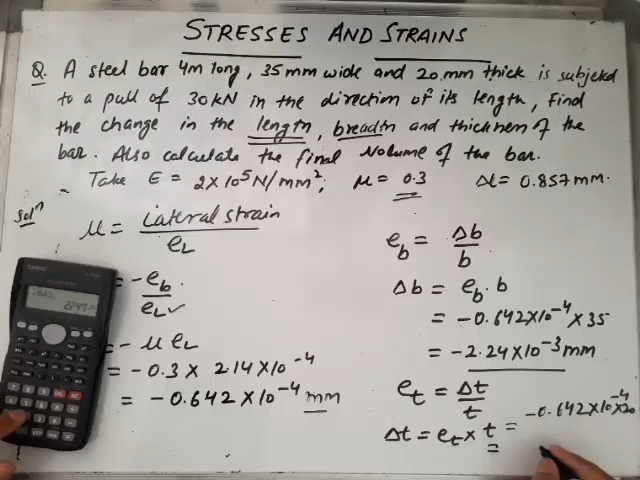 STRESSES AND STRAINS
Q. A steel bar 4m long, 35mm wide and 20mm thick is subjected
to a pull of 30kN in the direction of its length, Find
the change in the length, breadth and thickness of the
bar. Also calculate the final Volume of the bar.
Take E = 2×10⁵N/mm², μ = 0.3 Δl = 0.857mm.
Solⁿ
μ = lateral strain / e_L
= -e_b / e_L ✓
= - μ e_L
= -0.3 × 2.14×10⁻⁴
= -0.642×10⁻⁴ mm
e_b = Δb / b
Δb = e_b . b
= -0.642×10⁻⁴ × 35
= -2.24×10⁻³ mm
e_t = Δt / t
Δt = e_t × t = -0.642×10⁻⁴×20
CASIO